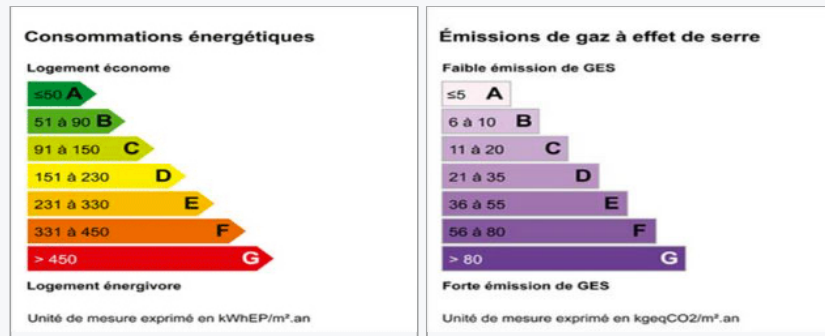 Consommations énergétiques
Logement économe
≤50 A
51 à 90 B
91 à 150 C
151 à 230 D
231 à 330 E
331 à 450 F
> 450 G
Logement énergivore
Unité de mesure exprimé en kWhEP/m².an
Émissions de gaz à effet de serre
Faible émission de GES
≤5 A
6 à 10 B
11 à 20 C
21 à 35 D
36 à 55 E
56 à 80 F
> 80 G
Forte émission de GES
Unité de mesure exprimé en kgeqCO2/m².an